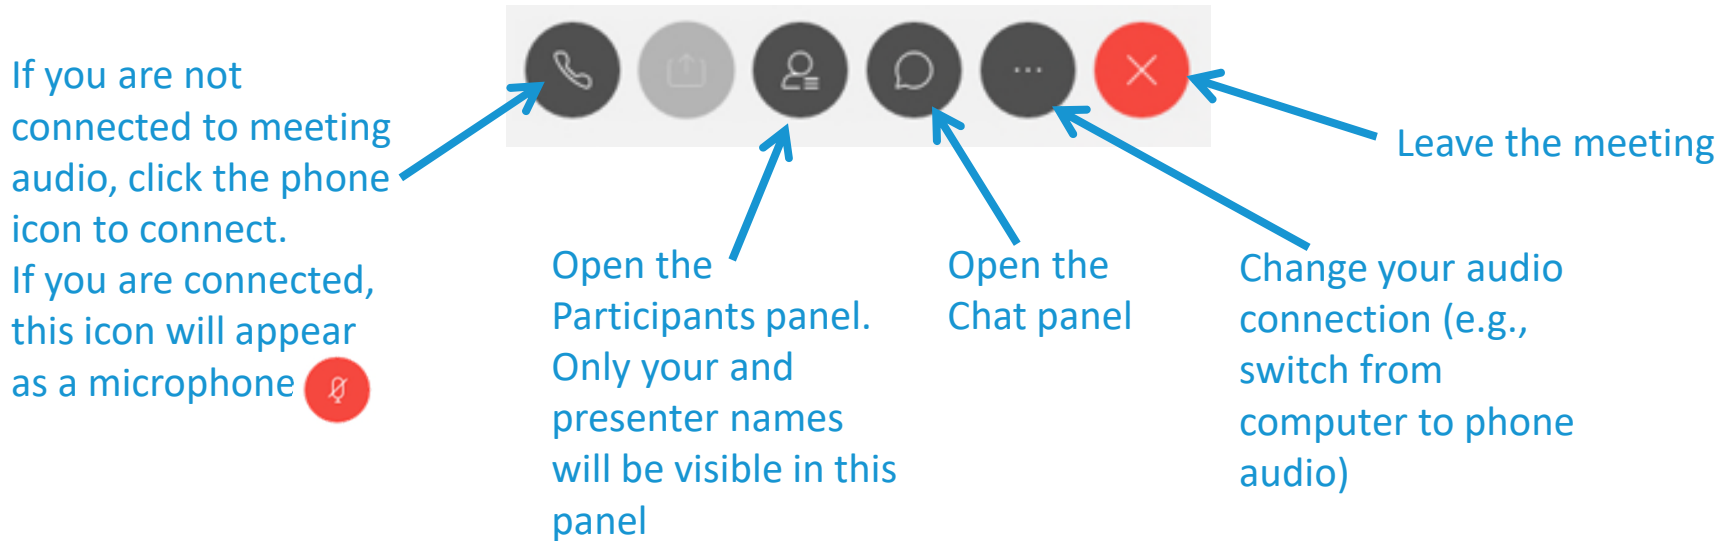 If you are not
connected to meeting
audio, click the phone
icon to connect.
If you are connected,
this icon will appear
as a microphone
Open the
Participants panel.
Only your and
presenter names
will be visible in this
panel
Open the
Chat panel
Change your audio
connection (e.g.,
switch from
computer to phone
audio)
Leave the meeting